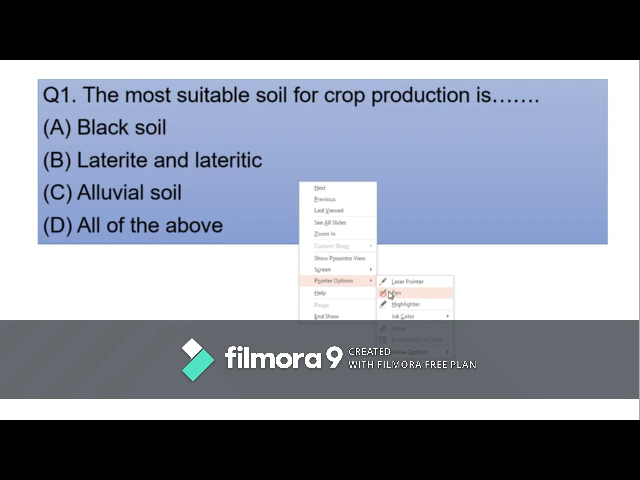 Q1. The most suitable soil for crop production is…….
(A) Black soil
(B) Laterite and lateritic
(C) Alluvial soil
(D) All of the above
Next
Previous
Last Viewed
See All Slides
Zoom In
Custom Show
Show Presenter View
Screen
Pointer Options
Help
Pause
End Show
Laser Pointer
Pen
Highlighter
Ink Color
filmora9
CREATED
WITH FILMORA FREE PLAN